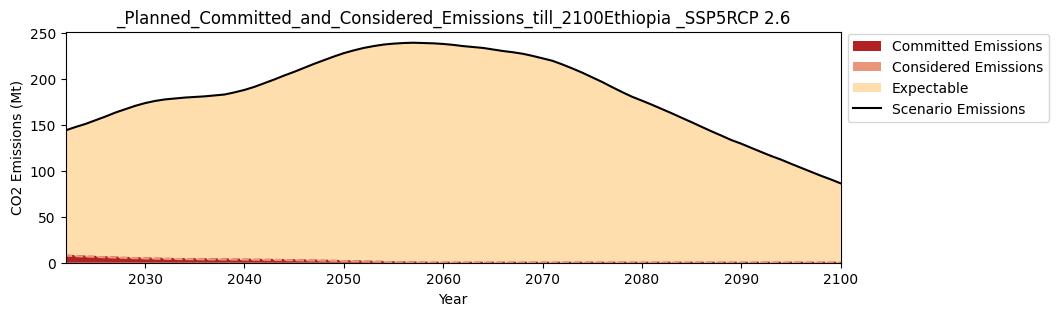 _Planned_Committed_and_Considered_Emissions_till_2100Ethiopia _SSP5RCP 2.6
250
200
150
100
50
0
CO2 Emissions (Mt)
2030 2040 2050 2060 2070 2080 2090 2100
Year
Committed Emissions
Considered Emissions
Expectable
Scenario Emissions